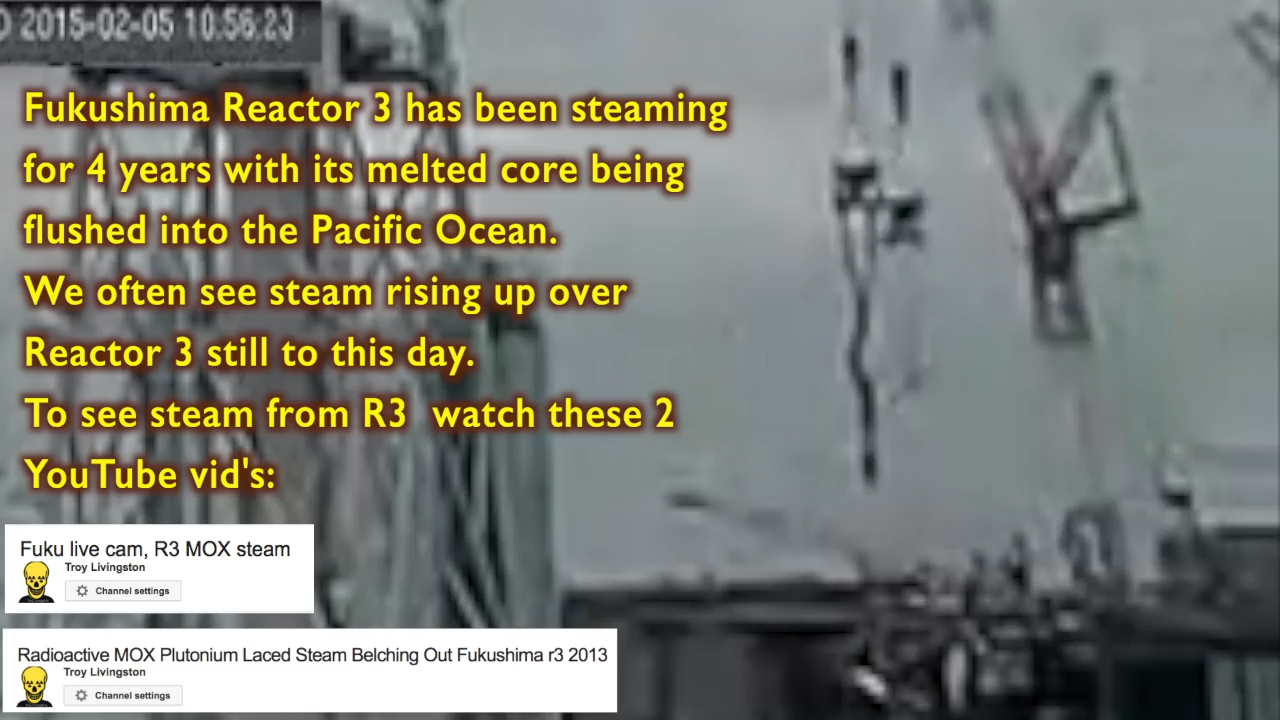 2015-02-05 10:56:23
Fukushima Reactor 3 has been steaming
for 4 years with its melted core being
flushed into the Pacific Ocean.
We often see steam rising up over
Reactor 3 still to this day.
To see steam from R3 watch these 2
YouTube vid's:
Fuku live cam, R3 MOX steam
Troy Livingston
Channel settings
Radioactive MOX Plutonium Laced Steam Belching Out Fukushima r3 2013
Troy Livingston
Channel settings